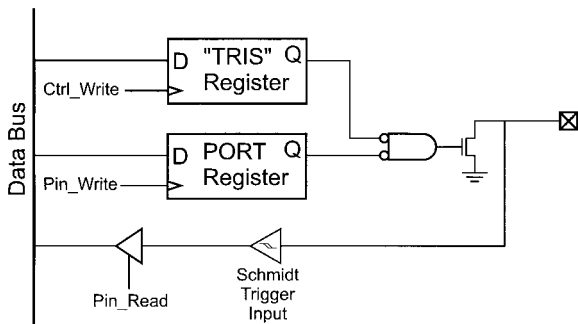 Data Bus
D "TRIS" Q
Register
Ctrl_Write
D PORT Q
Register
Pin_Write
Pin_Read
Schmidt
Trigger
Input